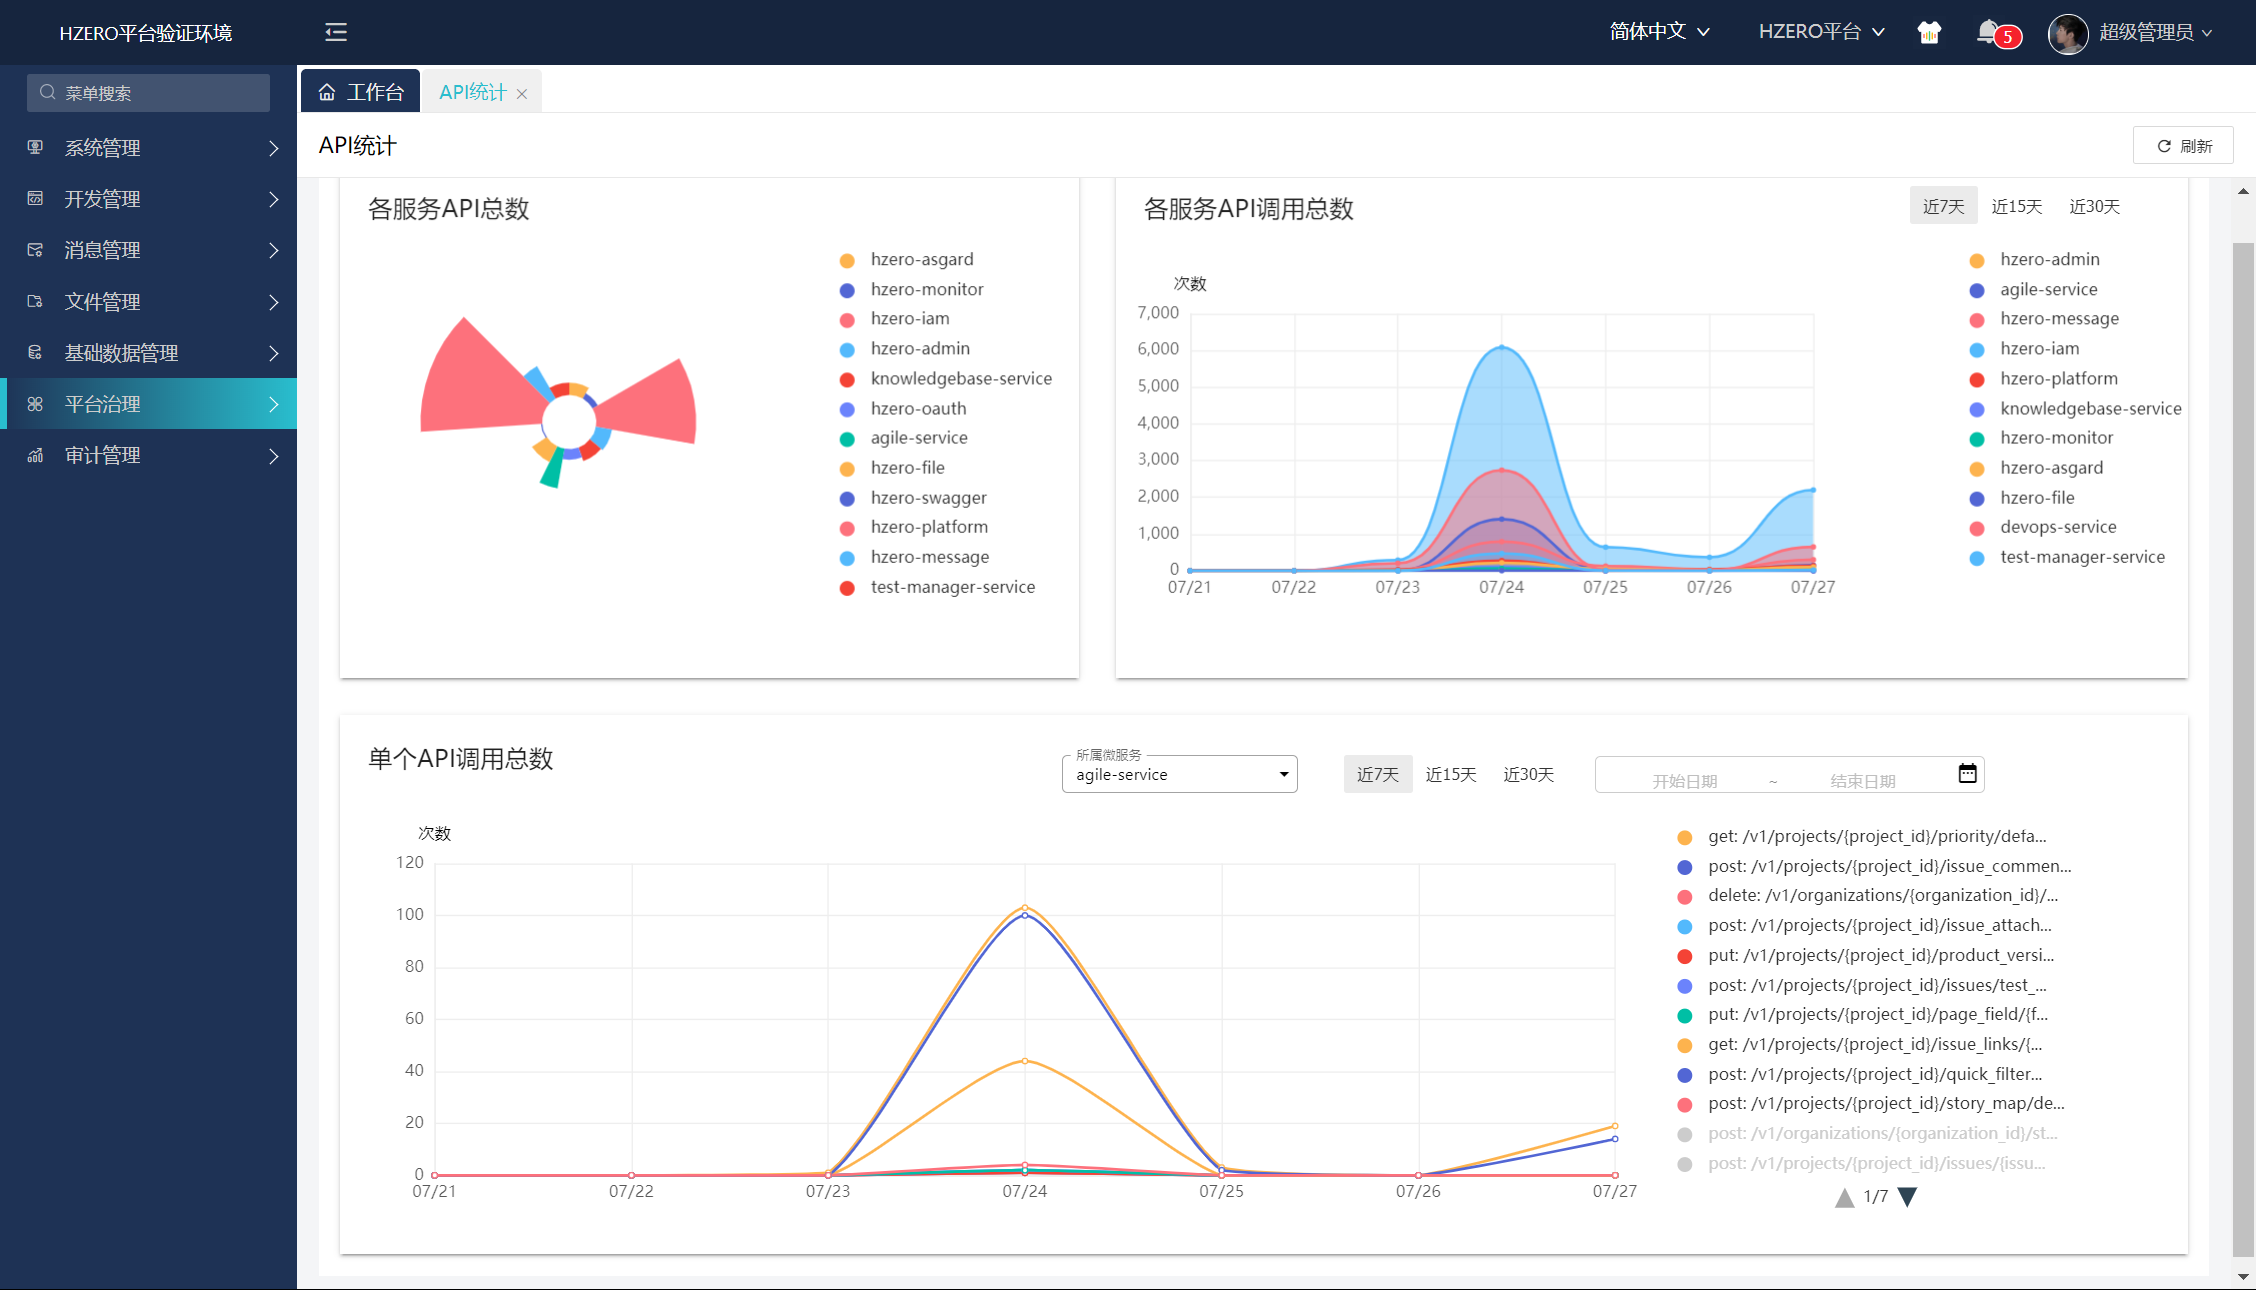 HZERO平台验证环境
简体中文
HZERO平台
5
超级管理员
菜单搜索
系统管理
开发管理
消息管理
文件管理
基础数据管理
平台治理
审计管理
工作台
API统计
API统计
刷新
各服务API总数
hzero-asgard
hzero-monitor
hzero-iam
hzero-admin
knowledgebase-service
hzero-oauth
agile-service
hzero-file
hzero-swagger
hzero-platform
hzero-message
test-manager-service
各服务API调用总数
近7天
近15天
近30天
次数
7,000
6,000
5,000
4,000
3,000
2,000
1,000
0
07/21
07/22
07/23
07/24
07/25
07/26
07/27
hzero-admin
agile-service
hzero-message
hzero-iam
hzero-platform
knowledgebase-service
hzero-monitor
hzero-asgard
hzero-file
devops-service
test-manager-service
单个API调用总数
所属微服务
agile-service
近7天
近15天
近30天
开始日期 ~ 结束日期
次数
120
100
80
60
40
20
0
07/21
07/22
07/23
07/24
07/25
07/26
07/27
get: /v1/projects/{project_id}/priority/defa...
post: /v1/projects/{project_id}/issue_commen...
delete: /v1/organizations/{organization_id}/...
post: /v1/projects/{project_id}/issue_attach...
put: /v1/projects/{project_id}/product_versi...
post: /v1/projects/{project_id}/issues/test_...
put: /v1/projects/{project_id}/page_field/{f...
get: /v1/projects/{project_id}/issue_links/{...
post: /v1/projects/{project_id}/quick_filter...
post: /v1/projects/{project_id}/story_map/de...
post: /v1/organizations/{organization_id}/st...
post: /v1/projects/{project_id}/issues/{issu...
1/7